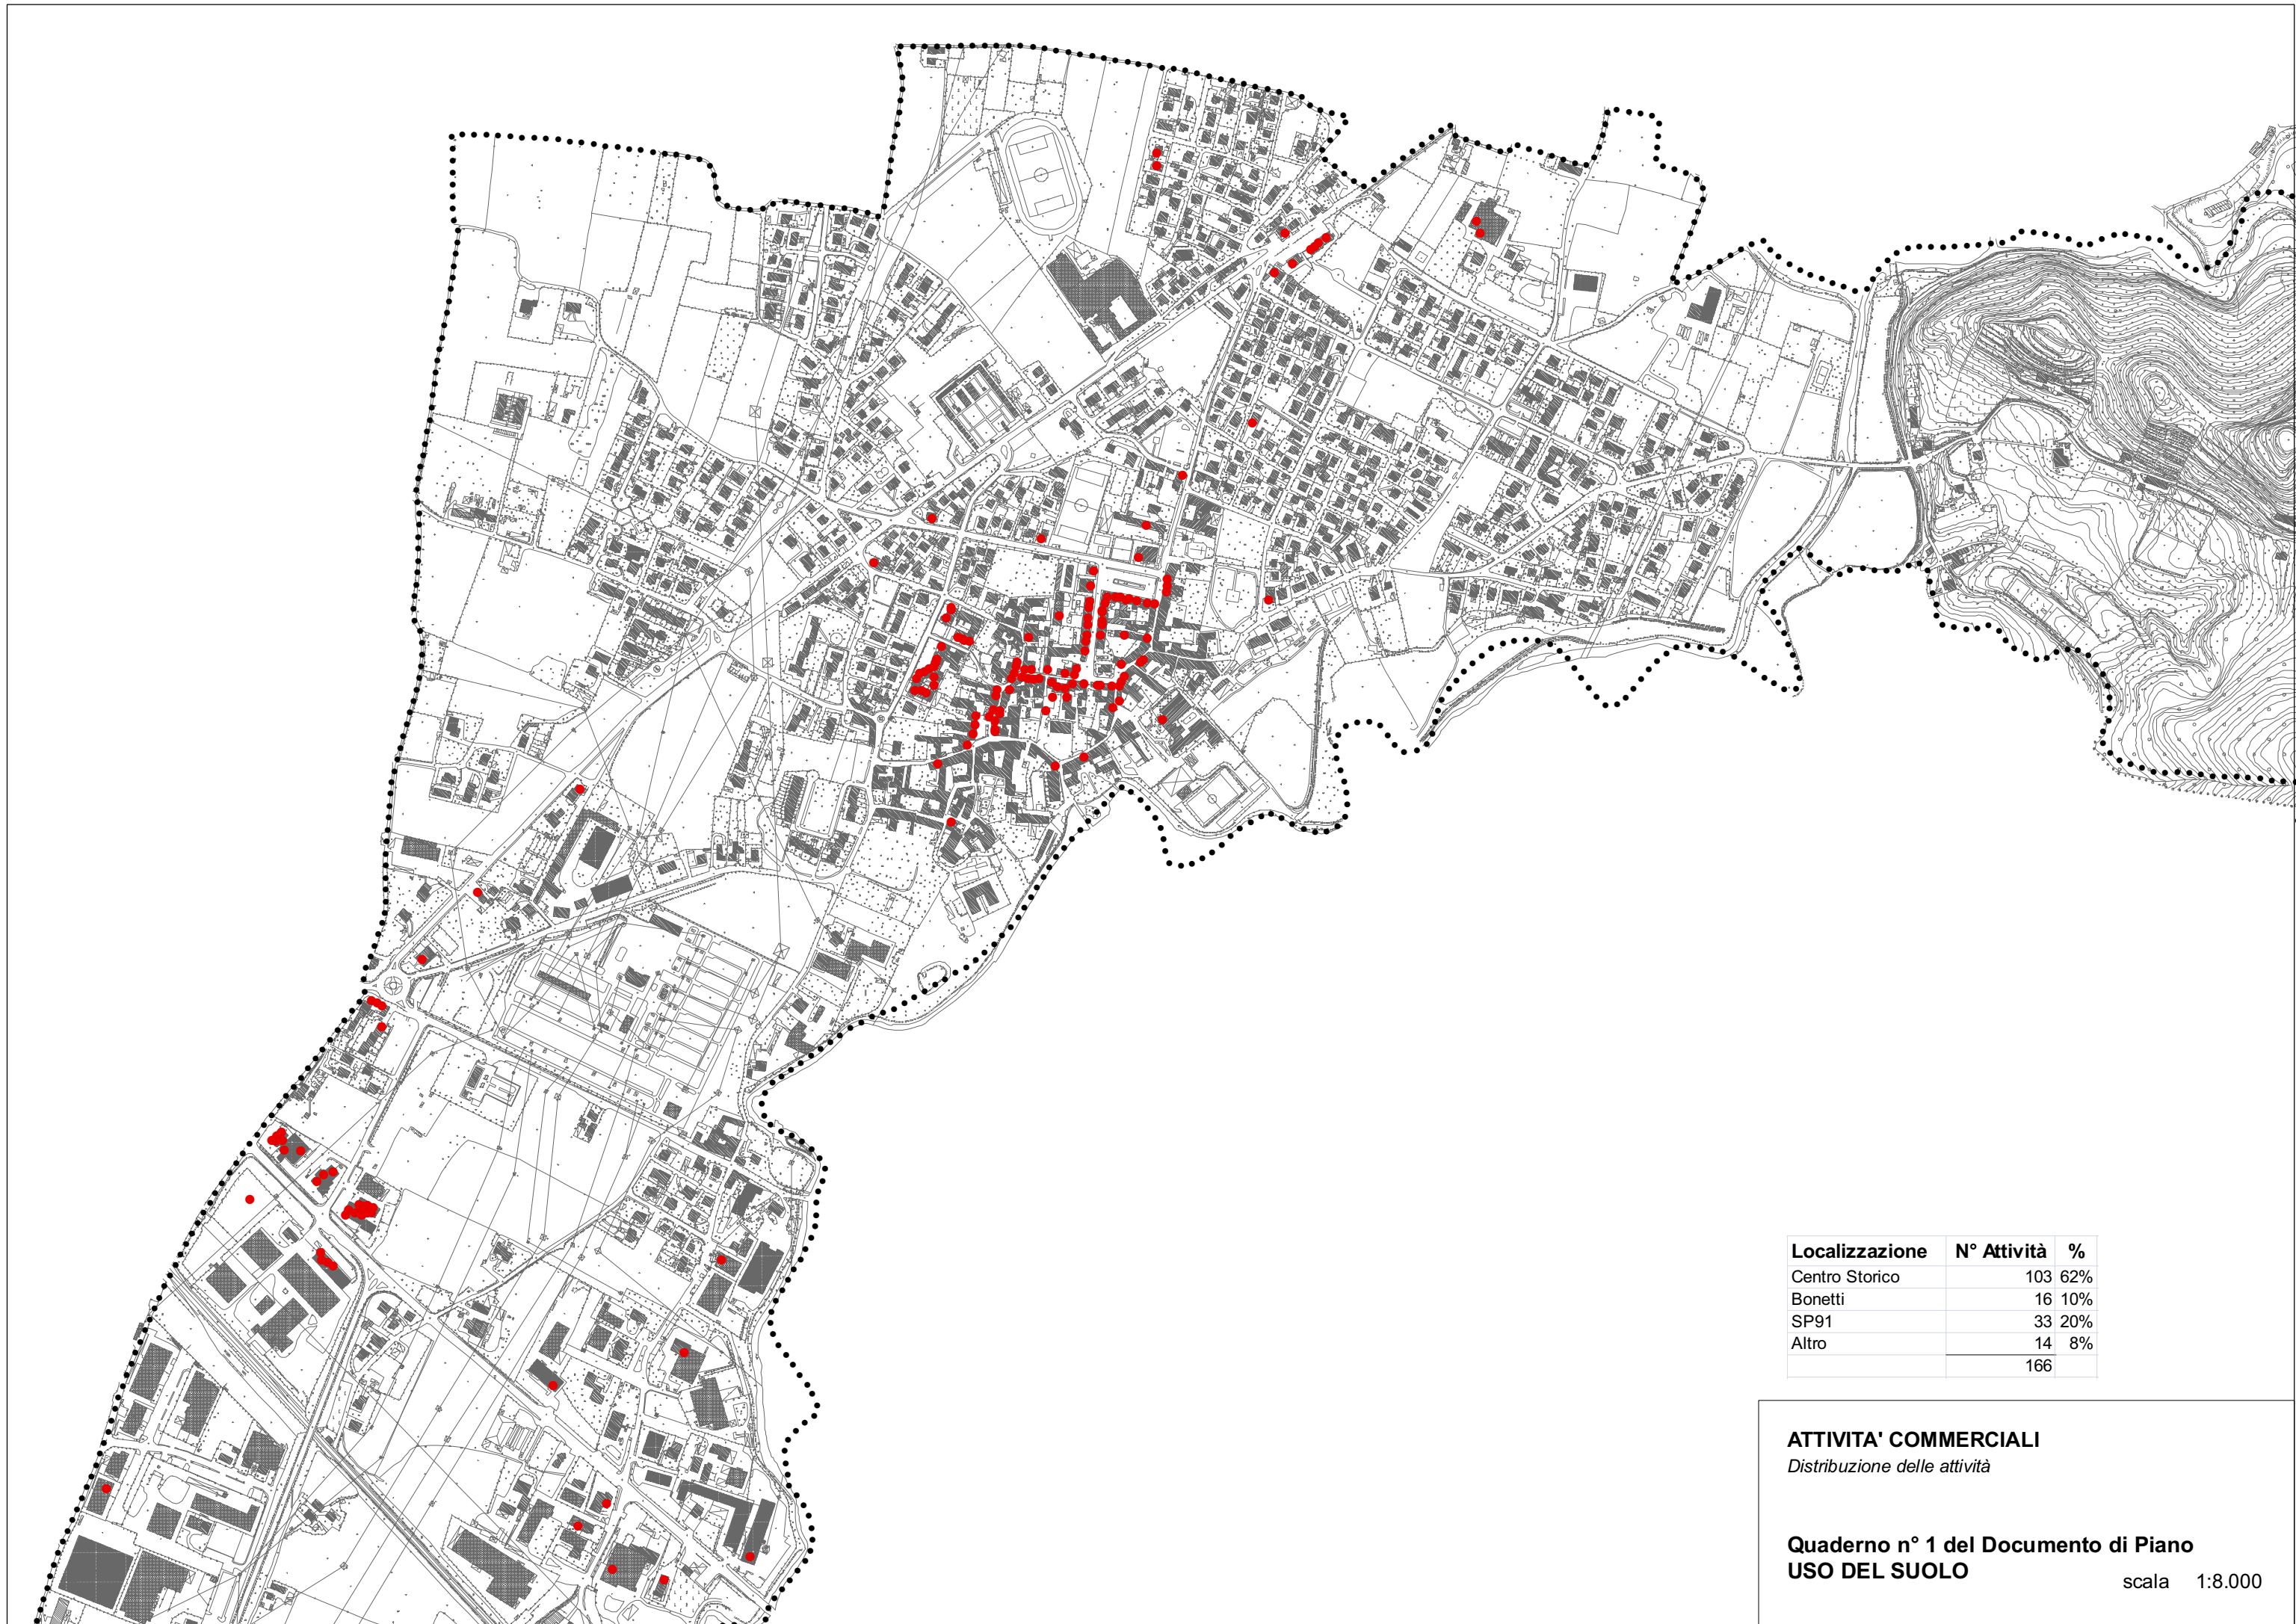 Localizzazione N° Attività %
Centro Storico 103 62%
Bonetti 16 10%
SP91 33 20%
Altro 14 8%
166
ATTIVITA' COMMERCIALI
Distribuzione delle attività
Quaderno n° 1 del Documento di Piano
USO DEL SUOLO
scala 1:8.000